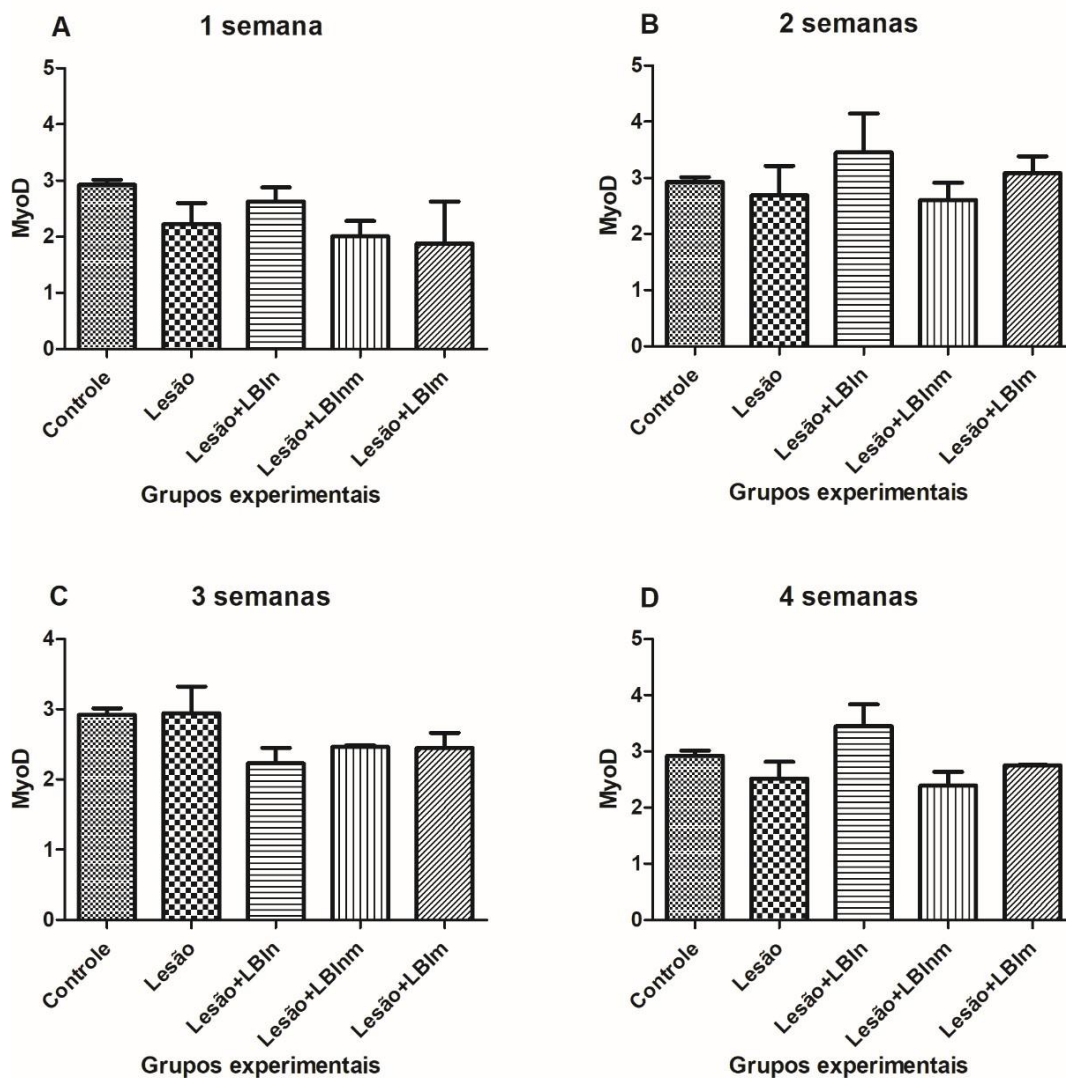 A 1 semana
MyoD
5
4
3
2
1
0
Controle
Lesão
Lesão+LBIn
Lesão+LBInm
Lesão+LBIm
Grupos experimentais
B 2 semanas
MyoD
5
4
3
2
1
0
Controle
Lesão
Lesão+LBIn
Lesão+LBInm
Lesão+LBIm
Grupos experimentais
C 3 semanas
MyoD
4
3
2
1
0
Controle
Lesão
Lesão+LBIn
Lesão+LBInm
Lesão+LBIm
Grupos experimentais
D 4 semanas
MyoD
5
4
3
2
1
0
Controle
Lesão
Lesão+LBIn
Lesão+LBInm
Lesão+LBIm
Grupos experimentais